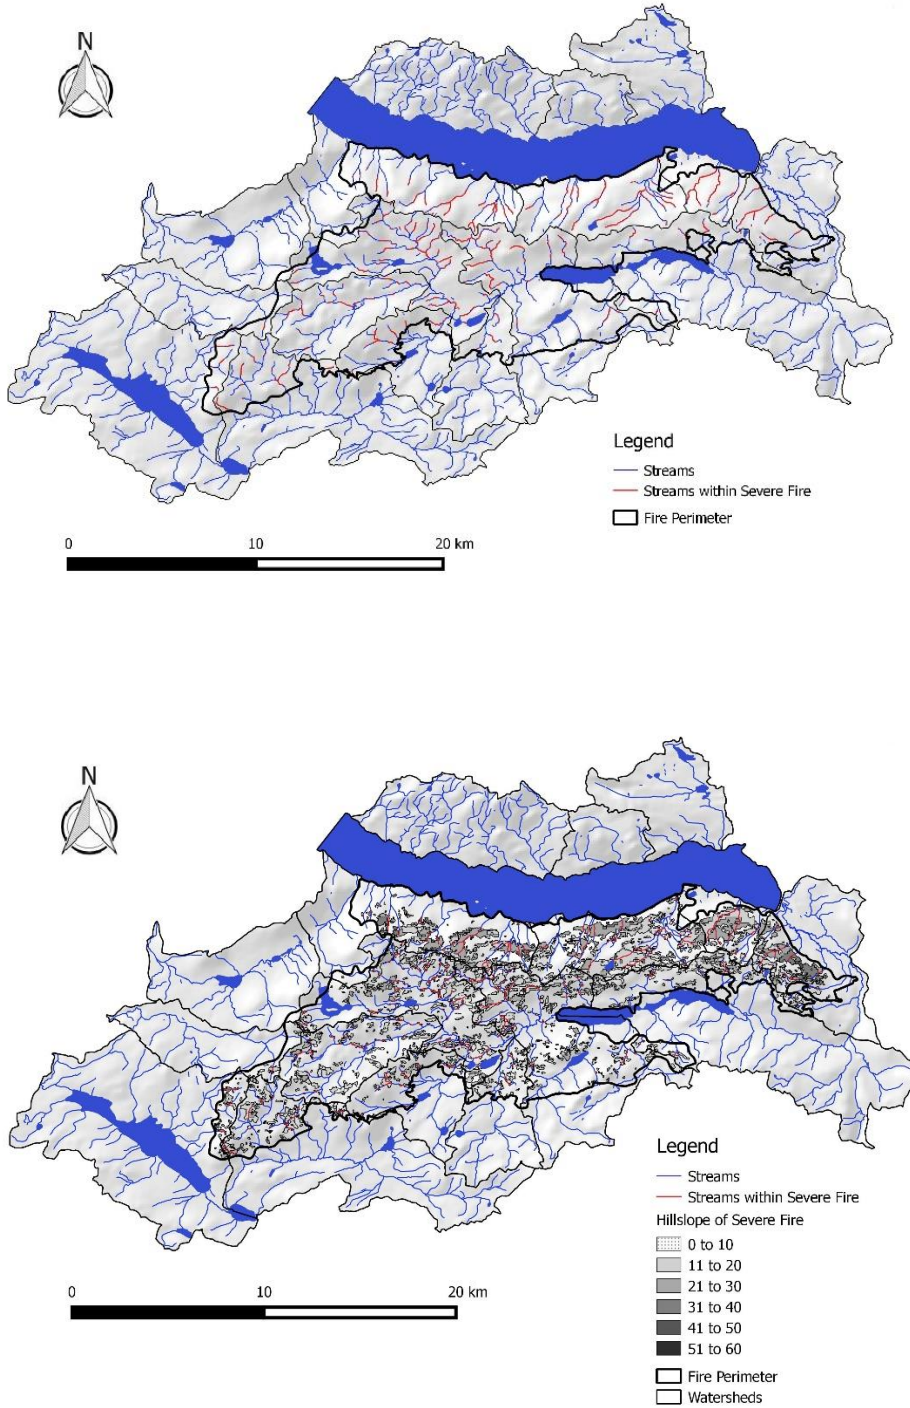 N
Legend
Streams
Streams within Severe Fire
Fire Perimeter
0 10 20 km
N
Legend
Streams
Streams within Severe Fire
Hillslope of Severe Fire
0 to 10
11 to 20
21 to 30
31 to 40
41 to 50
51 to 60
Fire Perimeter
Watersheds
0 10 20 km